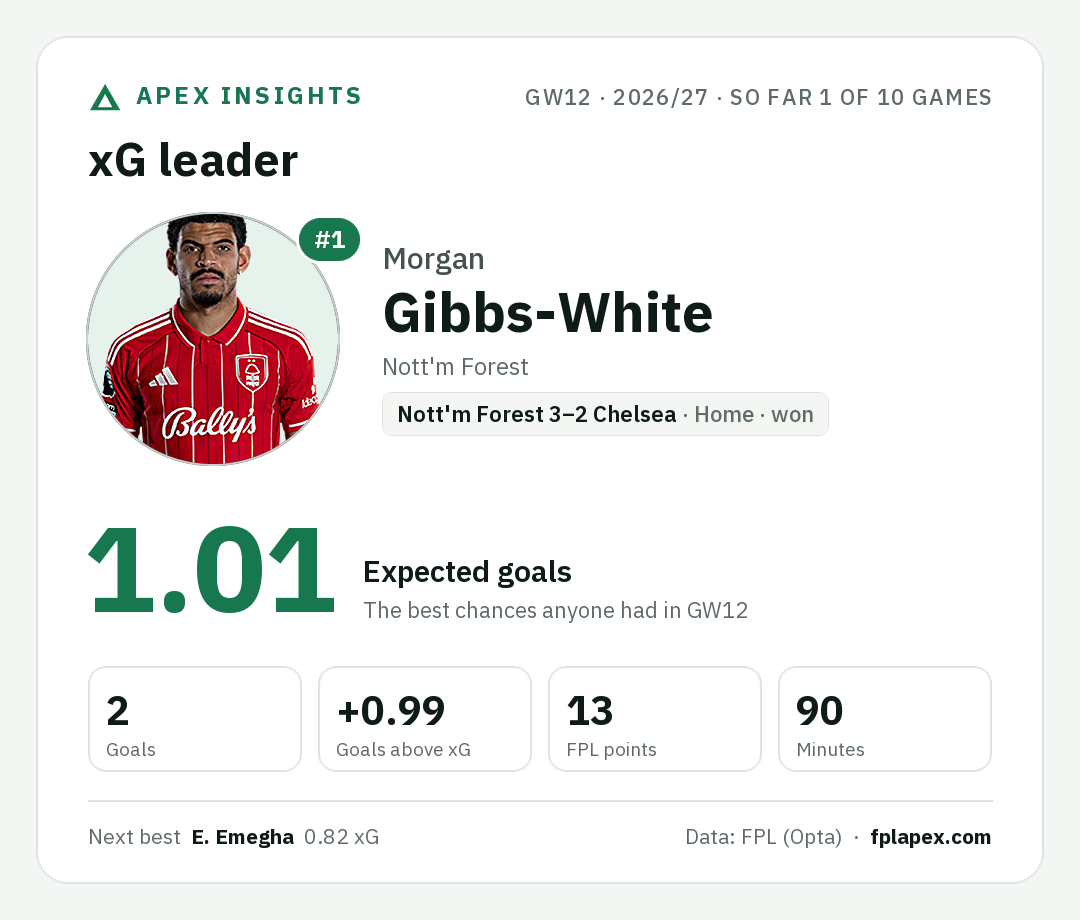 APEX INSIGHTS
GW12 · 2026/27 · SO FAR 1 OF 10 GAMES
xG leader
#1
Morgan
Gibbs-White
Nott'm Forest
Nott'm Forest 3–2 Chelsea · Home · won
Bally's
1.01
Expected goals
The best chances anyone had in GW12
2
Goals
+0.99
Goals above xG
13
FPL points
90
Minutes
Next best E. Emegha 0.82 xG
Data: FPL (Opta) · fplapex.com